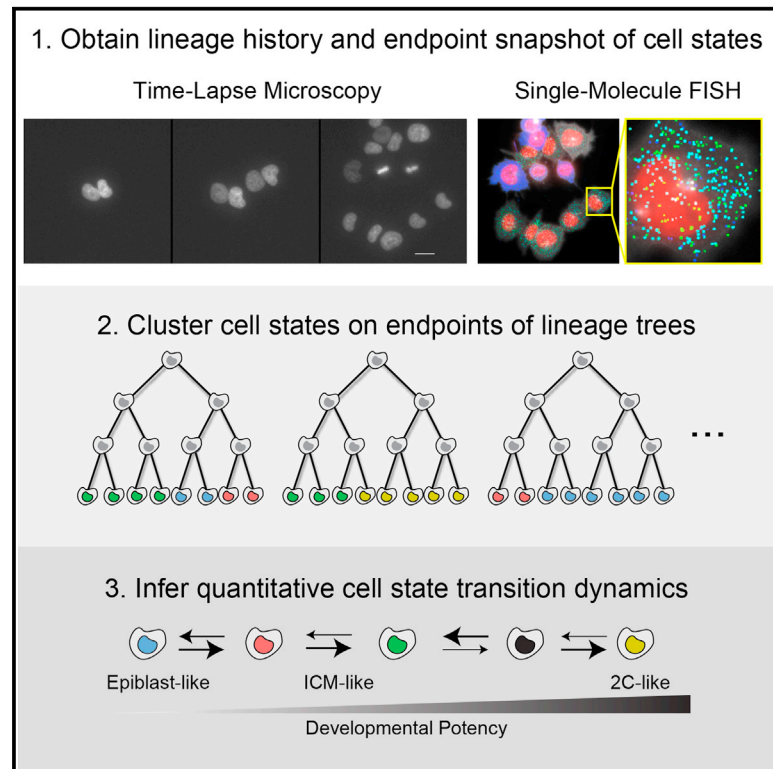 1. Obtain lineage history and endpoint snapshot of cell states
Time-Lapse Microscopy
Single-Molecule FISH
2. Cluster cell states on endpoints of lineage trees
...
3. Infer quantitative cell state transition dynamics
Epiblast-like
ICM-like
2C-like
Developmental Potency